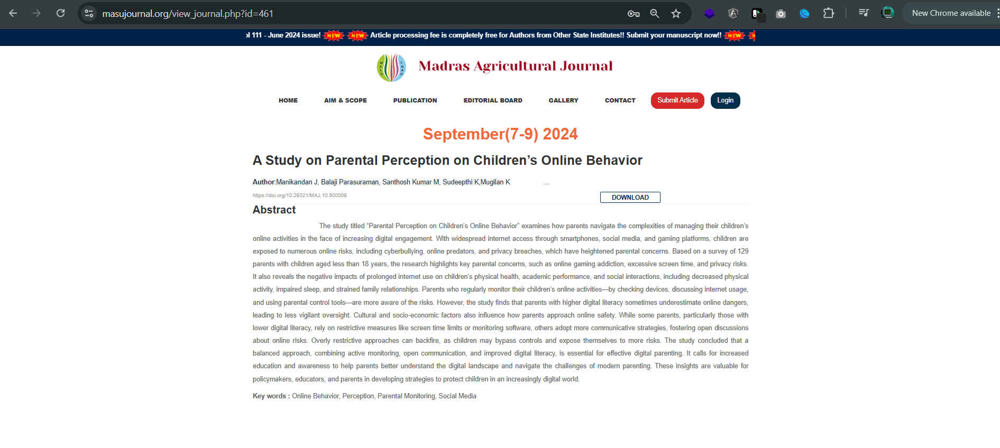 masujournal.org/view_journal.php?id=461
New Chrome available
ol 111 - June 2024 issue! NEW NEW Article processing fee is completely free for Authors from Other State Institutes!! Submit your manuscript now!! NEW N
MASU TNAU
Madras Agricultural Journal
HOME AIM & SCOPE PUBLICATION EDITORIAL BOARD GALLERY CONTACT Submit Article Login
September(7-9) 2024
A Study on Parental Perception on Children’s Online Behavior
Author:Manikandan J, Balaji Parasuraman, Santhosh Kumar M, Sudeepthi K,Mugilan K ...
https://doi.org/10.29321/MAJ.10.500009
DOWNLOAD
Abstract
The study titled “Parental Perception on Children’s Online Behavior” examines how parents navigate the complexities of managing their children’s
online activities in the face of increasing digital engagement. With widespread internet access through smartphones, social media, and gaming platforms, children are
exposed to numerous online risks, including cyberbullying, online predators, and privacy breaches, which have heightened parental concerns. Based on a survey of 129
parents with children aged less than 18 years, the research highlights key parental concerns, such as online gaming addiction, excessive screen time, and privacy risks.
It also reveals the negative impacts of prolonged internet use on children’s physical health, academic performance, and social interactions, including decreased physical
activity, impaired sleep, and strained family relationships. Parents who regularly monitor their children’s online activities—by checking devices, discussing internet usage,
and using parental control tools—are more aware of the risks. However, the study finds that parents with higher digital literacy sometimes underestimate online dangers,
leading to less vigilant oversight. Cultural and socio-economic factors also influence how parents approach online safety. While some parents, particularly those with
lower digital literacy, rely on restrictive measures like screen time limits or monitoring software, others adopt more communicative strategies, fostering open discussions
about online risks. Overly restrictive approaches can backfire, as children may bypass controls and expose themselves to more risks. The study concluded that a
balanced approach, combining active monitoring, open communication, and improved digital literacy, is essential for effective digital parenting. It calls for increased
education and awareness to help parents better understand the digital landscape and navigate the challenges of modern parenting. These insights are valuable for
policymakers, educators, and parents in developing strategies to protect children in an increasingly digital world.
Key words : Online Behavior, Perception, Parental Monitoring, Social Media